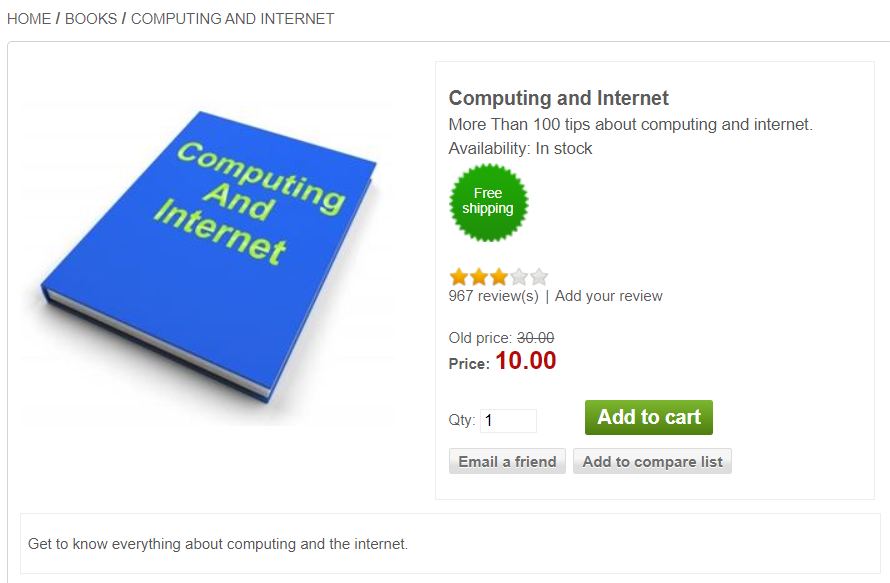 HOME / BOOKS / COMPUTING AND INTERNET
Computing
And
Internet
Computing and Internet
More Than 100 tips about computing and internet.
Availability: In stock
Free
shipping
967 review(s) | Add your review
Old price: 30.00
Price: 10.00
Qty: 1
Add to cart
Email a friend
Add to compare list
Get to know everything about computing and the internet.